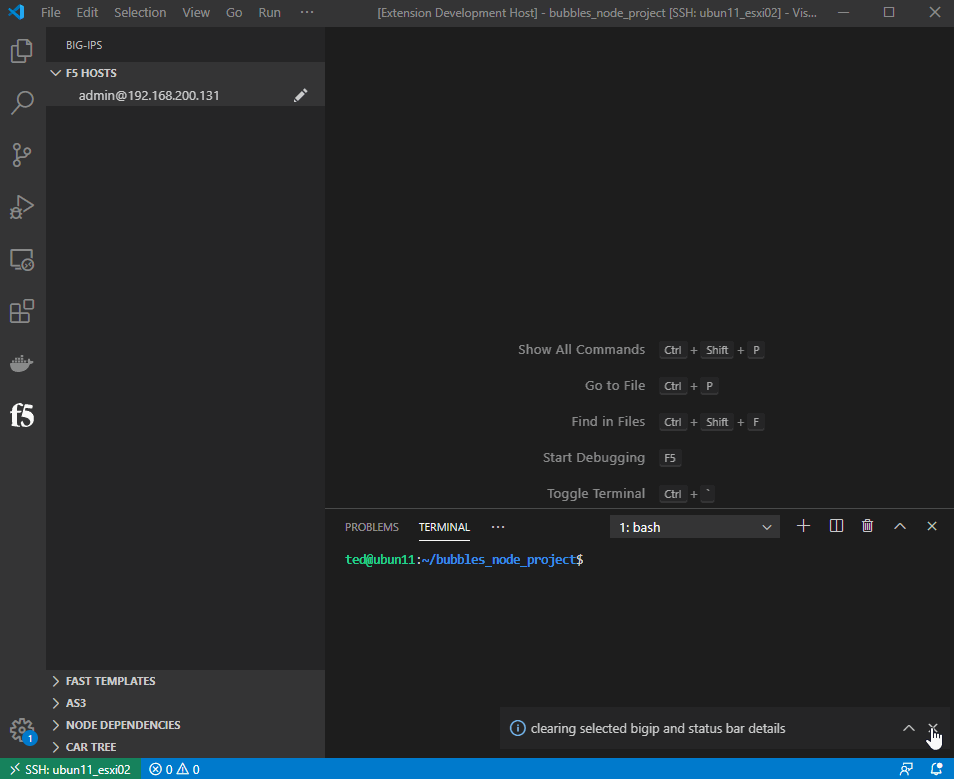 File Edit Selection View Go Run ··· [Extension Development Host] - bubbles_node_project [SSH: ubun11_esxi02] - Vis...
BIG-IPS
F5 HOSTS
admin@192.168.200.131
f5
Show All Commands Ctrl + Shift + P
Go to File Ctrl + P
Find in Files Ctrl + Shift + F
Start Debugging F5
Toggle Terminal Ctrl + `
PROBLEMS TERMINAL ··· 1: bash
ted@ubun11:~/bubbles_node_project$
FAST TEMPLATES
AS3
NODE DEPENDENCIES
CAR TREE
clearing selected bigip and status bar details
1
SSH: ubun11_esxi02 0 0